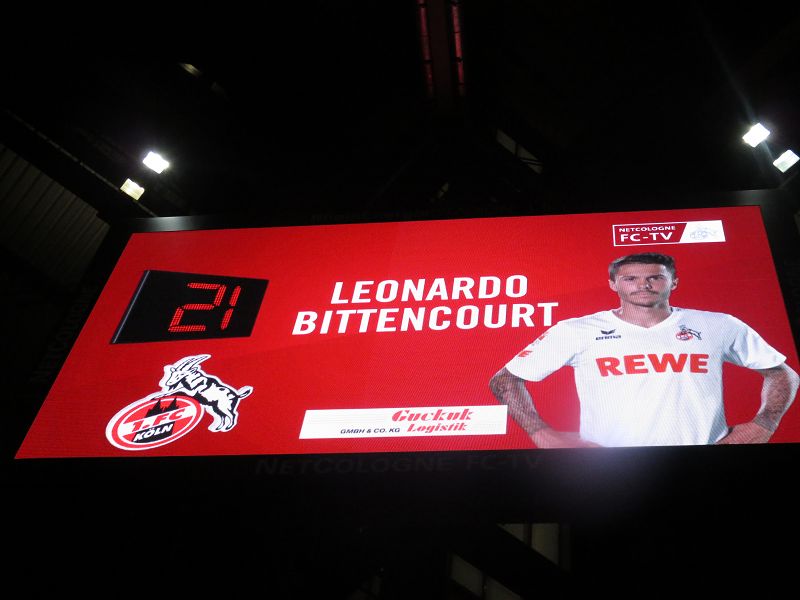 NETCOLOGNE
FC-TV
21
LEONARDO
BITTENCOURT
erima
REWE
1. FC
KÖLN
Guckuk
GMBH & CO. KG Logistik
NETCOLOGNE FC-TV